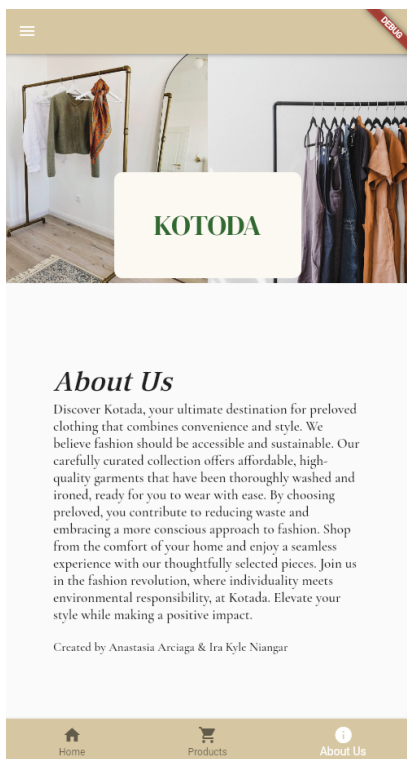 DEBUG
KOTODA
About Us
Discover Kotada, your ultimate destination for preloved
clothing that combines convenience and style. We
believe fashion should be accessible and sustainable. Our
carefully curated collection offers affordable, high-
quality garments that have been thoroughly washed and
ironed, ready for you to wear with ease. By choosing
preloved, you contribute to reducing waste and
embracing a more conscious approach to fashion. Shop
from the comfort of your home and enjoy a seamless
experience with our thoughtfully selected pieces. Join us
in the fashion revolution, where individuality meets
environmental responsibility, at Kotada. Elevate your
style while making a positive impact.
Created by Anastasia Arciaga & Ira Kyle Niangar
Home Products About Us